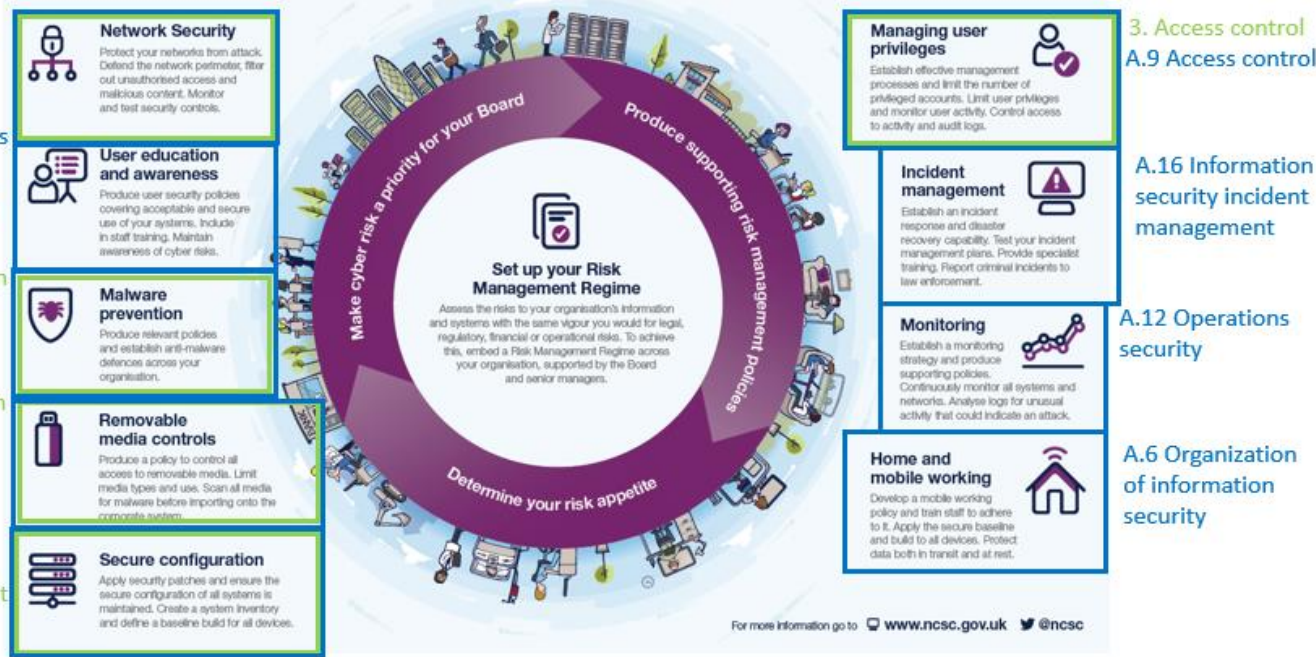 Network Security
Protect your networks from attack.
Defend the network perimeter, filter
out unauthorised access and
malicious content. Monitor
and test security controls.
s
User education
and awareness
Produce user security policies
covering acceptable and secure
use of your systems. Include
in staff training. Maintain
awareness of cyber risks.
Malware
prevention
Produce relevant policies
and establish anti-malware
defences across your
organisation.
Removable
media controls
Produce a policy to control all
access to removable media. Limit
media types and use. Scan all media
for malware before importing onto the
corporate system.
Secure configuration
Apply security patches and ensure the
secure configuration of all systems is
maintained. Create a system inventory
and define a baseline build for all devices.
t
Make cyber risk a priority for your Board
Produce supporting risk management policies
Determine your risk appetite
Set up your Risk
Management Regime
Assess the risks to your organisation's information
and systems with the same vigour you would for legal,
regulatory, financial or operational risks. To achieve
this, embed a Risk Management Regime across
your organisation, supported by the Board
and senior managers.
Managing user
privileges
Establish effective management
processes and limit the number of
privileged accounts. Limit user privileges
and monitor user activity. Control access
to activity and audit logs.
3. Access control
A.9 Access control
Incident
management
Establish an incident
response and disaster
recovery capability. Test your incident
management plans. Provide specialist
training. Report criminal incidents to
law enforcement.
A.16 Information
security incident
management
Monitoring
Establish a monitoring
strategy and produce
supporting policies.
Continuously monitor all systems and
networks. Analyse logs for unusual
activity that could indicate an attack.
A.12 Operations
security
Home and
mobile working
Develop a mobile working
policy and train staff to adhere
to it. Apply the secure baseline
and build to all devices. Protect
data both in transit and at rest.
A.6 Organization
of information
security
For more information go to www.ncsc.gov.uk @ncsc